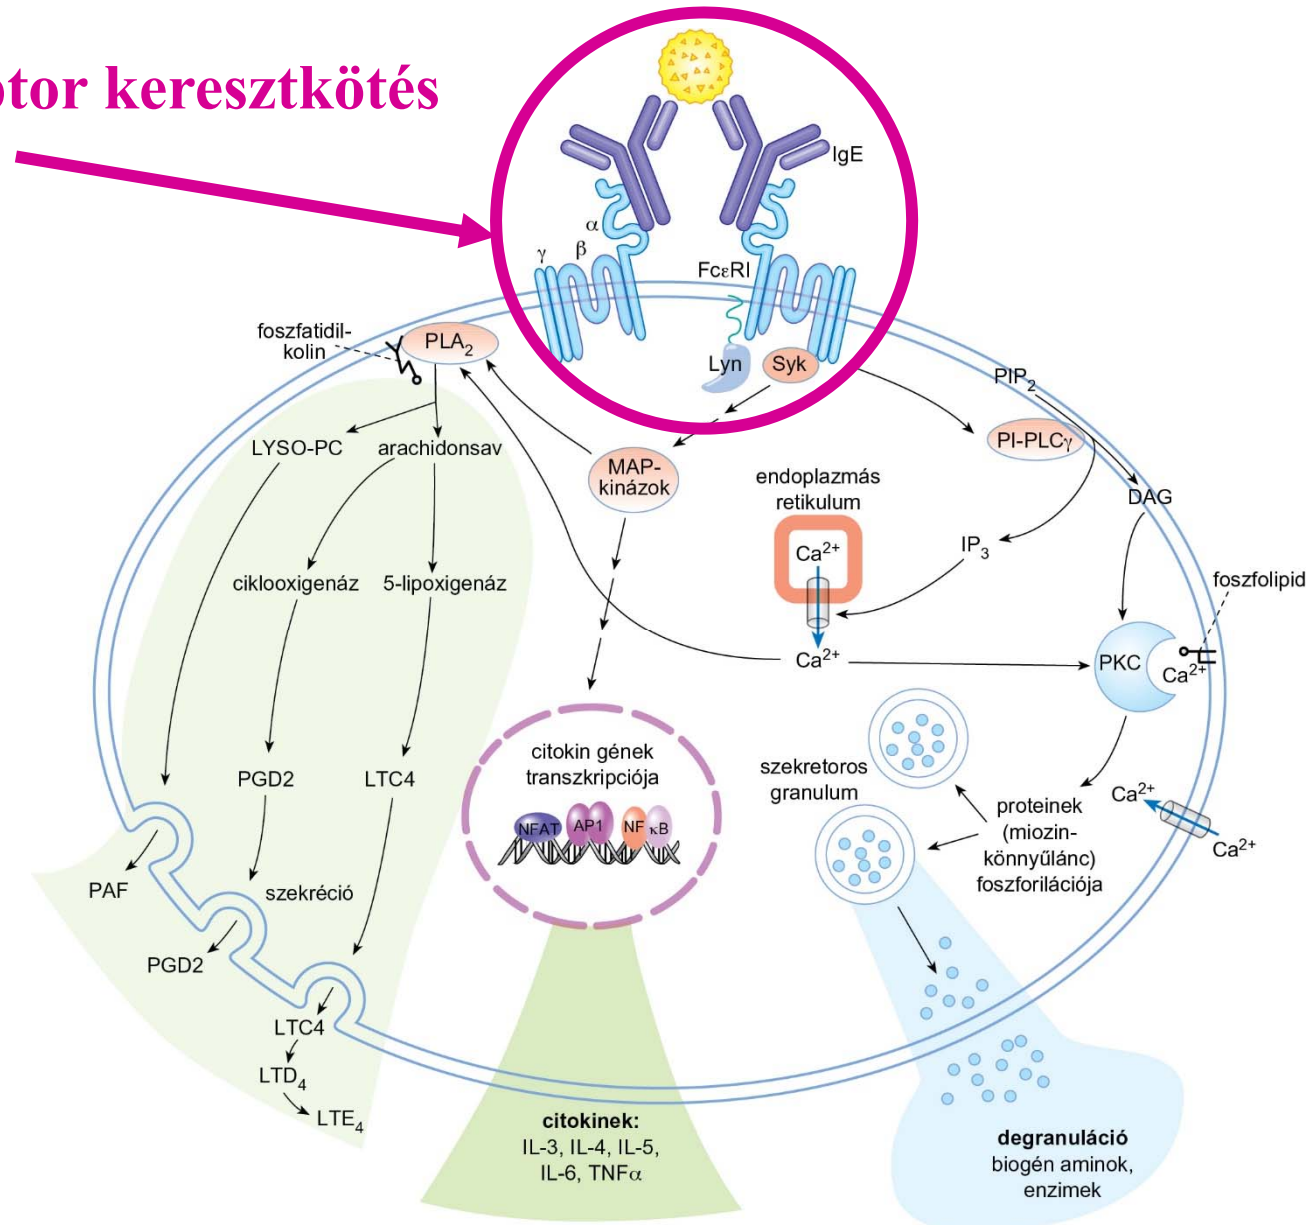 ptor keresztkötés
IgE
α
β
γ
FcεRI
foszfatidil-
kolin
PLA2
Lyn
Syk
PIP2
PI-PLCγ
LYSO-PC
arachidonsav
MAP-
kinázok
endoplazmás
retikulum
DAG
Ca2+
IP3
ciklooxigenáz
5-lipoxigenáz
foszfolipid
Ca2+
PKC
Ca2+
citokin gének
transzkripciója
PGD2
LTC4
szekretoros
granulum
NFAT
AP1
NF
κB
proteinek
(miozin-
könnyűlánc)
foszforilációja
Ca2+
Ca2+
PAF
szekréció
PGD2
LTC4
LTD4
LTE4
citokinek:
IL-3, IL-4, IL-5,
IL-6, TNFα
degranuláció
biogén aminok,
enzimek